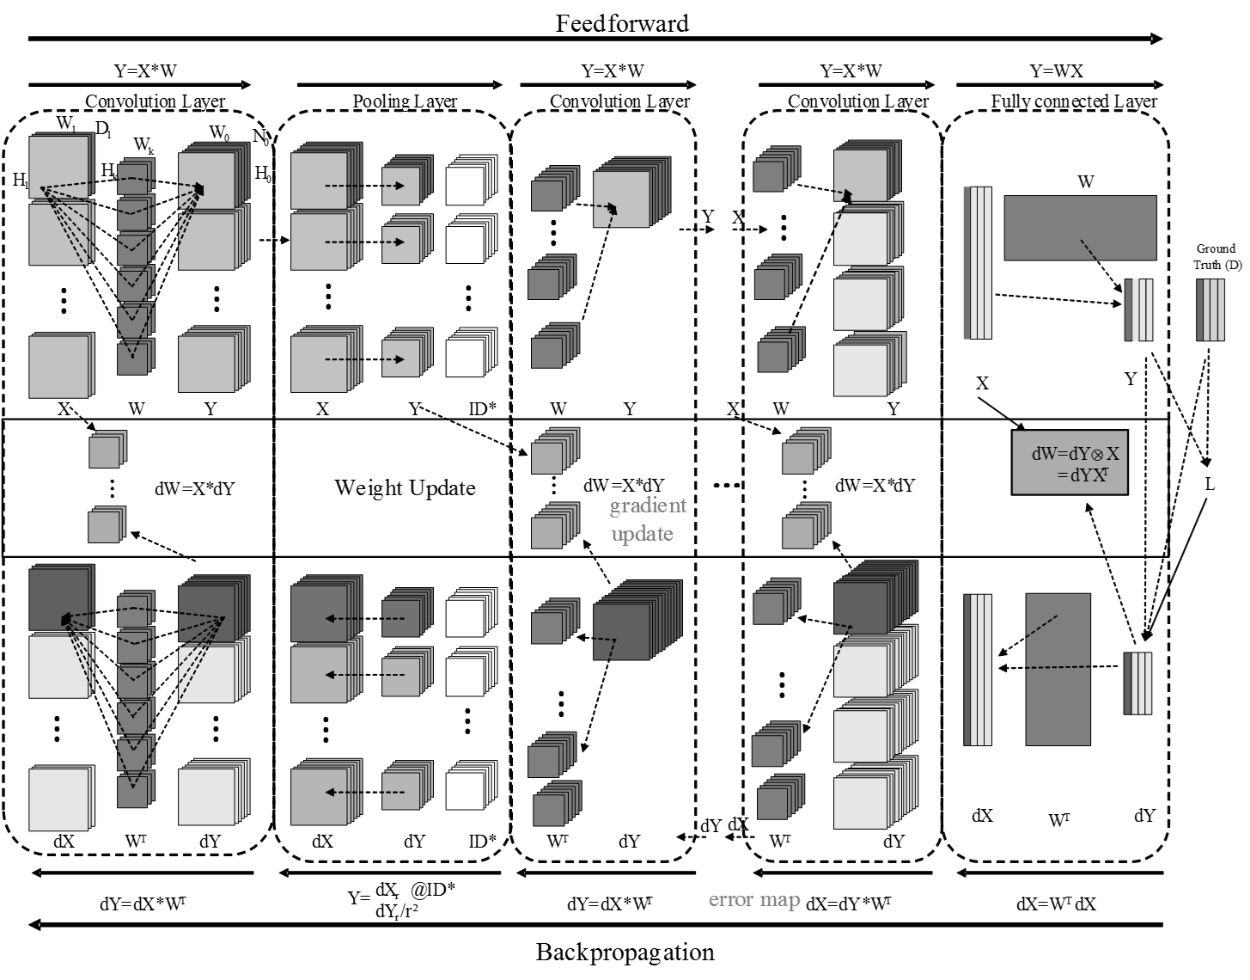 Feedforward
Y=X*W
Y=X*W
Y=X*W
Y=WX
Convolution Layer
Pooling Layer
Convolution Layer
Convolution Layer
Fully connected Layer
W₁ D₁ W₀ N₀
Wₖ
H₁ Hₖ H₀
W
Y X
Ground
Truth (D)
X Y
X W Y
X Y ID*
W Y
X W Y
dW=X*dY
Weight Update
dW=X*dY
gradient
update
dW=X*dY
dW=dY⊗X
=dYXᵀ
L
dX Wᵀ dY
dX dY ID*
Wᵀ dY
dY dX
Wᵀ dY
dX Wᵀ dY
dY=dX*Wᵀ
Y= dXᵣ @ID*
dYᵣ/r²
dY=dX*Wᵀ
error map
dX=dY*Wᵀ
dX=Wᵀ dX
Backpropagation